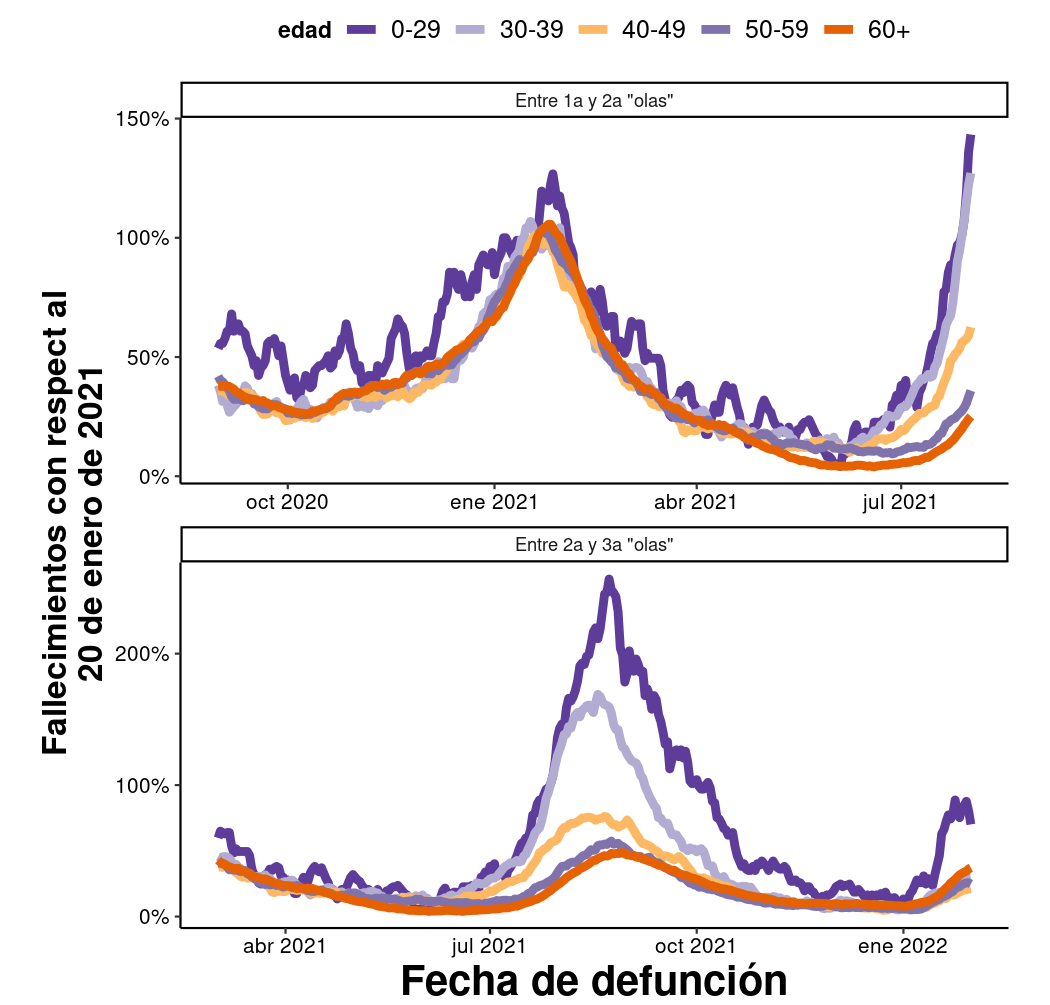 edad 0-29 30-39 40-49 50-59 60+
Entre 1a y 2a "olas"
150%
100%
50%
0%
oct 2020 ene 2021 abr 2021 jul 2021
Fallecimientos con respect al
20 de enero de 2021
Entre 2a y 3a "olas"
200%
100%
0%
abr 2021 jul 2021 oct 2021 ene 2022
Fecha de defunción